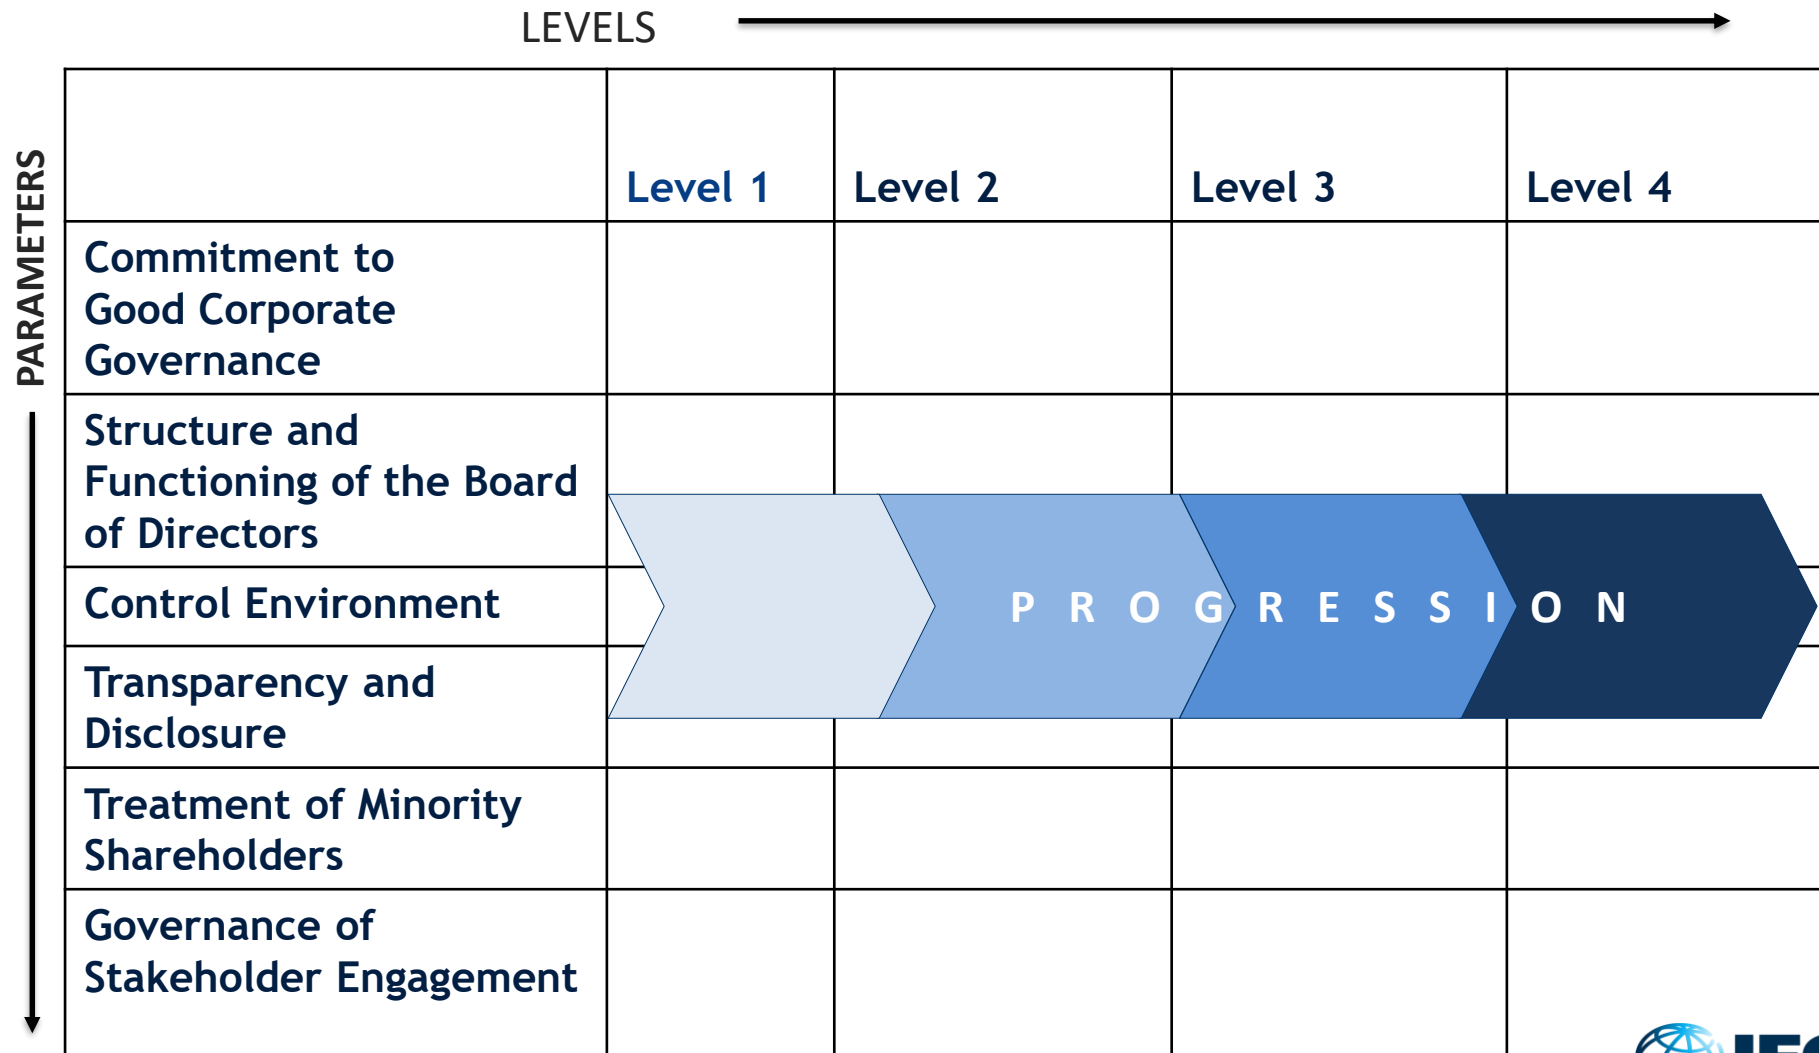 LEVELS
PARAMETERS
Level 1 Level 2 Level 3 Level 4
Commitment to
Good Corporate
Governance
Structure and
Functioning of the Board
of Directors
Control Environment
P R O G R E S S I O N
Transparency and
Disclosure
Treatment of Minority
Shareholders
Governance of
Stakeholder Engagement